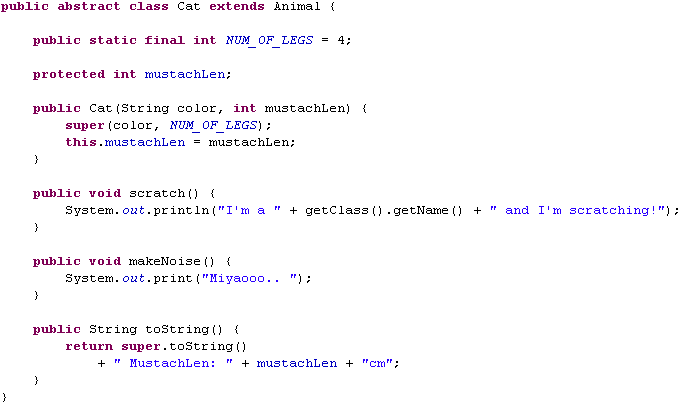 public abstract class Cat extends Animal {
public static final int NUM_OF_LEGS = 4;
protected int mustachLen;
public Cat(String color, int mustachLen) {
super(color, NUM_OF_LEGS);
this.mustachLen = mustachLen;
}
public void scratch() {
System.out.println("I'm a " + getClass().getName() + " and I'm scratching!");
}
public void makeNoise() {
System.out.print("Miyaooo.. ");
}
public String toString() {
return super.toString()
+ " MustachLen: " + mustachLen + "cm";
}
}